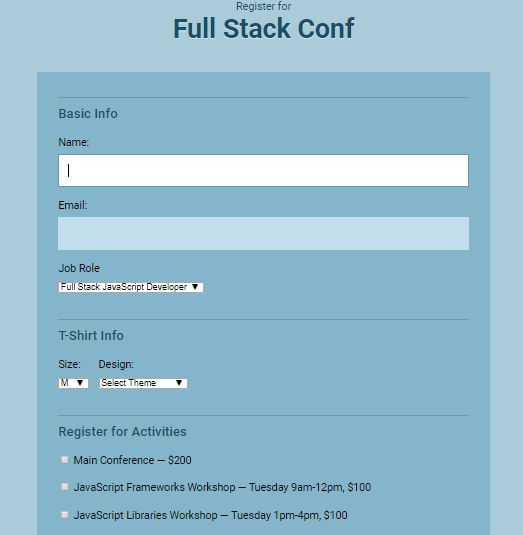 Register for
Full Stack Conf
Basic Info
Name:
Email:
Job Role
Full Stack JavaScript Developer ▼
T-Shirt Info
Size: Design:
M ▼ Select Theme ▼
Register for Activities
Main Conference — $200
JavaScript Frameworks Workshop — Tuesday 9am-12pm, $100
JavaScript Libraries Workshop — Tuesday 1pm-4pm, $100